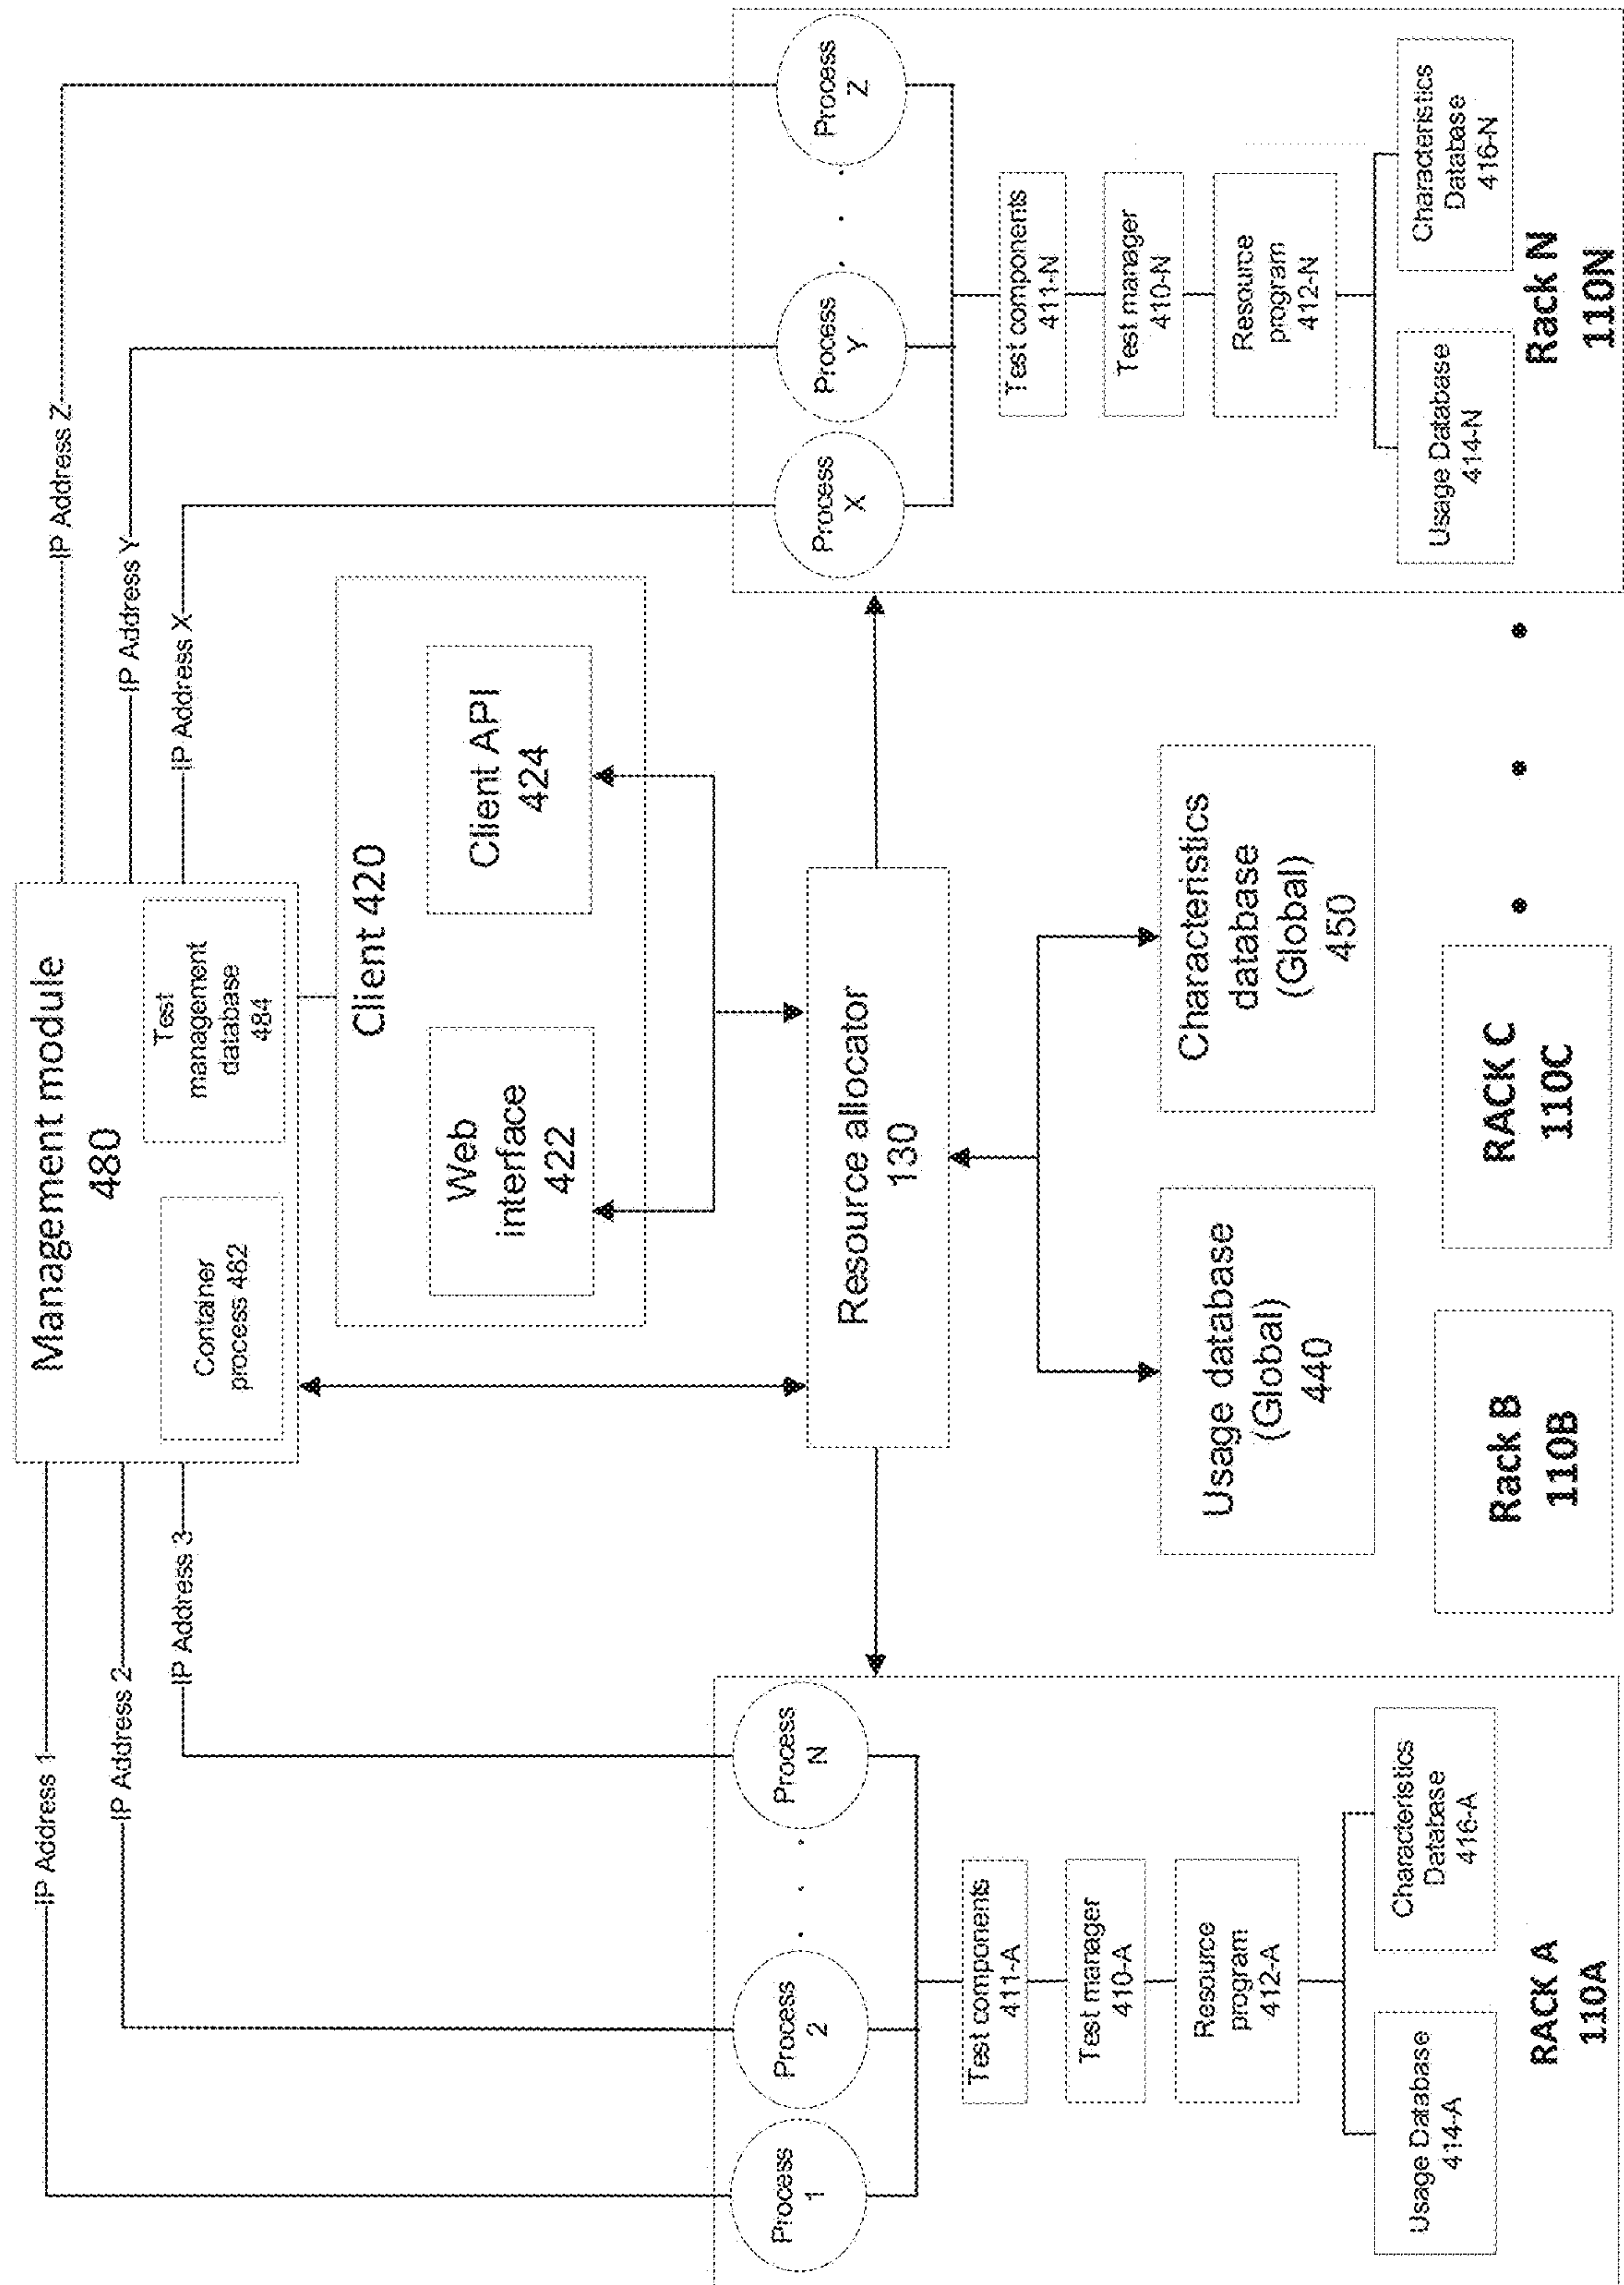 Management module
480
Container
process 482
Test
management
database
484
IP Address 1
IP Address 2
IP Address 3
IP Address X
IP Address Y
IP Address Z
Client 420
Web
interface
422
Client API
424
Resource allocator
130
Usage database
(Global)
440
Characteristics
database
(Global)
450
Process
1
Process
2
Process
N
Test components
411-A
Test manager
410-A
Resource
program
412-A
Usage Database
414-A
Characteristics
Database
416-A
RACK A
110A
Rack B
110B
RACK C
110C
Process
X
Process
Y
Process
Z
Test components
411-N
Test manager
410-N
Resource
program
412-N
Usage Database
414-N
Characteristics
Database
416-N
Rack N
110N